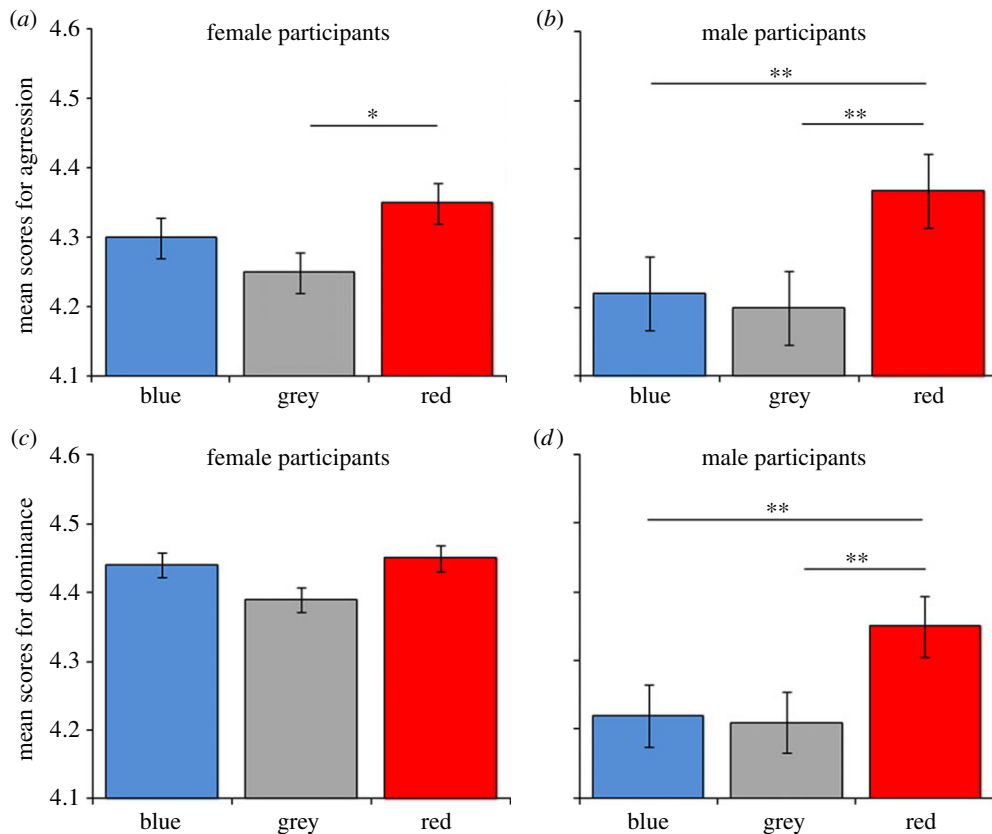 (a)
female participants
mean scores for agrression
4.6
4.5
4.4
4.3
4.2
4.1
*
blue grey red
(b)
male participants
**
**
blue grey red
(c)
female participants
mean scores for dominance
4.6
4.5
4.4
4.3
4.2
4.1
blue grey red
(d)
male participants
**
**
blue grey red